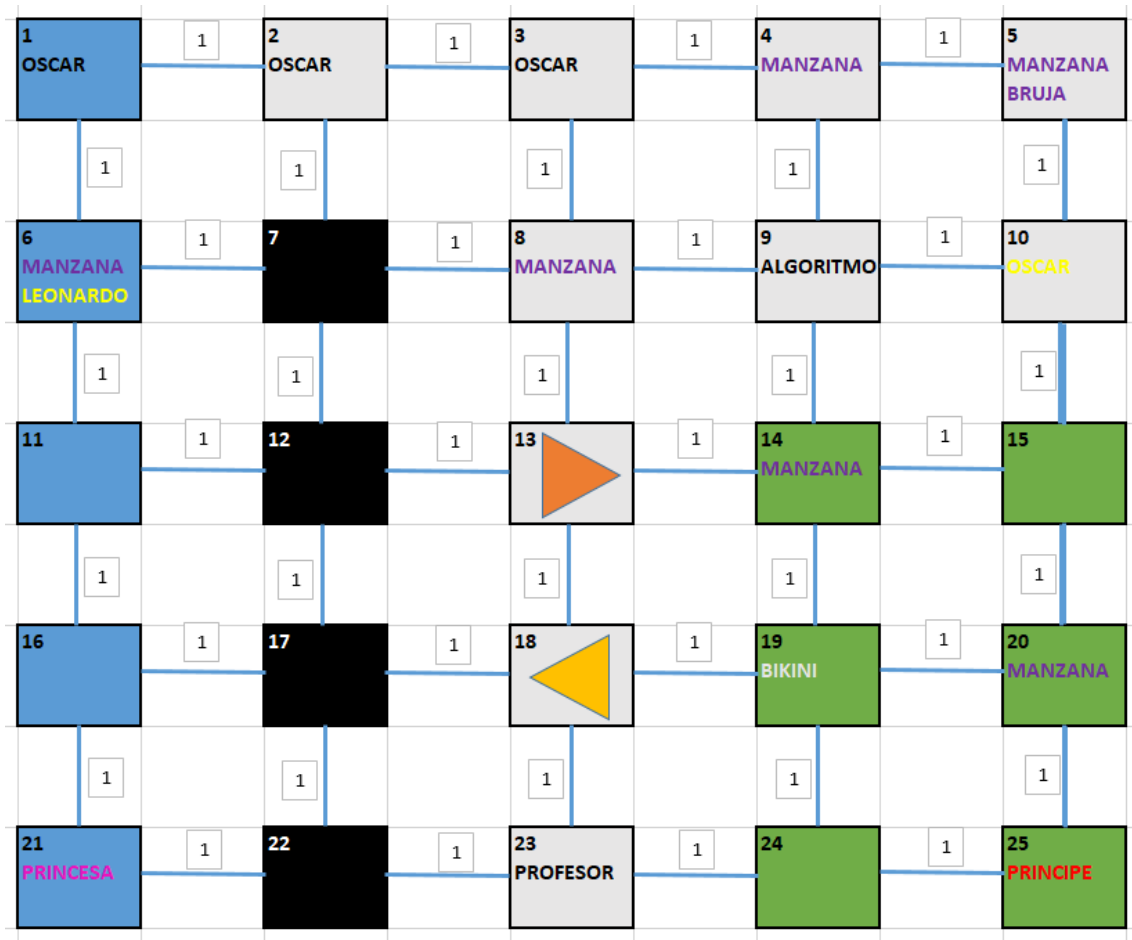 1 1 2 1 3 1 4 1 5
OSCAR OSCAR OSCAR MANZANA MANZANA
BRUJA
1 1 1 1 1
6 1 7 1 8 1 9 1 10
MANZANA MANZANA ALGORITMO OSCAR
LEONARDO
1 1 1 1 1
11 1 12 1 13 1 14 1 15
MANZANA
1 1 1 1 1
16 1 17 1 18 1 19 1 20
BIKINI MANZANA
1 1 1 1 1
21 1 22 1 23 1 24 1 25
PRINCESA PROFESOR PRINCIPE